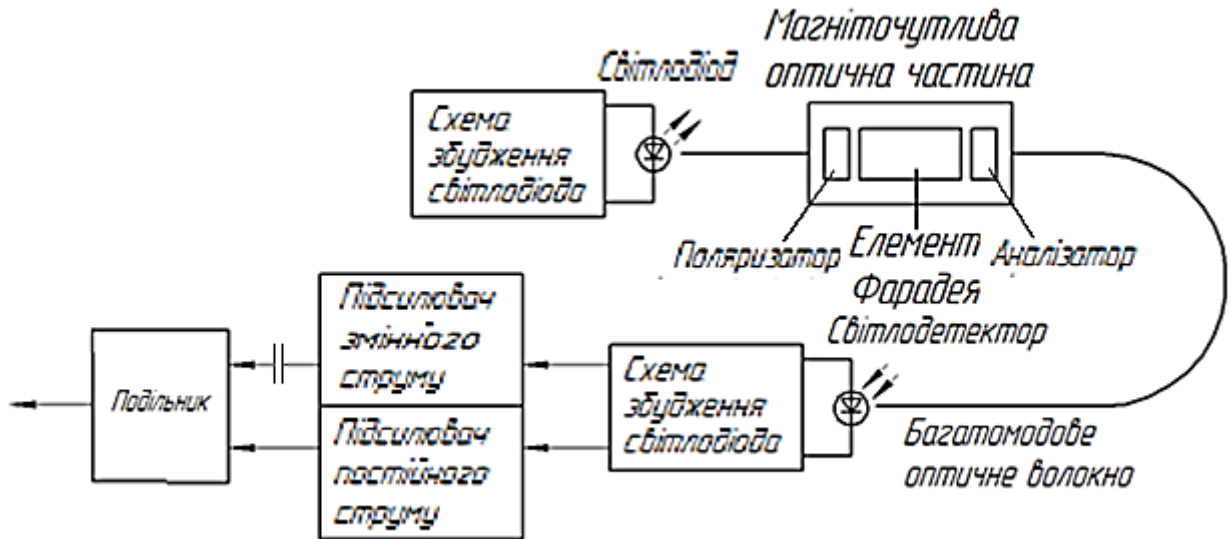 Магніточутлива
оптична частина
Світлодіод
Схема
збудження
світлодіода
Поляризатор
Елемент
Фарадея
Аналізатор
Світлодетектор
Підсилювач
змінного
струму
Схема
збудження
світлодіода
Подільник
Підсилювач
постійного
струму
Багатомодове
оптичне волокно